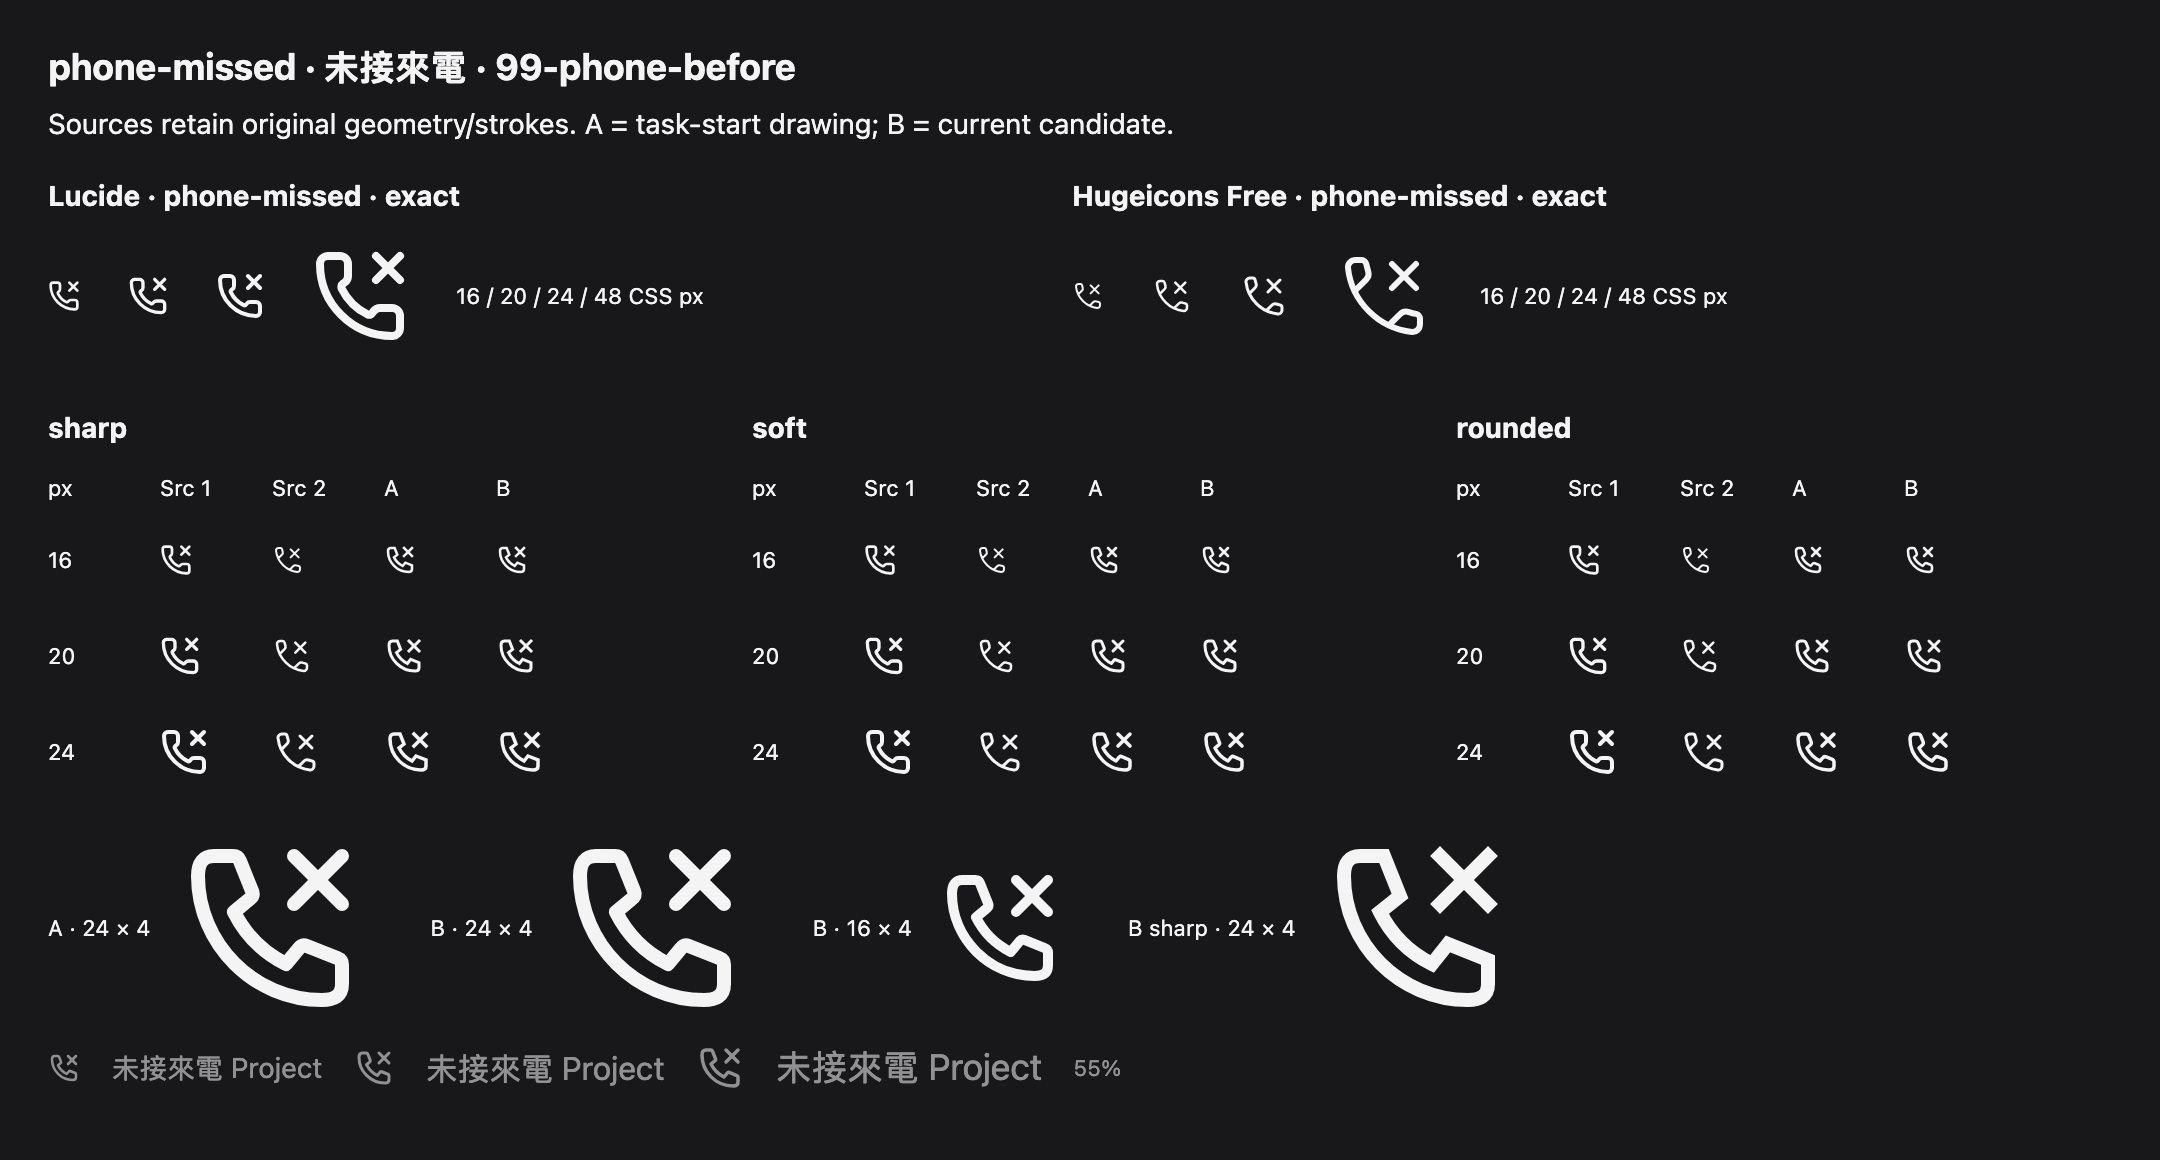 phone-missed · 未接來電 · 99-phone-before
Sources retain original geometry/strokes. A = task-start drawing; B = current candidate.
Lucide · phone-missed · exact
16 / 20 / 24 / 48 CSS px
Hugeicons Free · phone-missed · exact
16 / 20 / 24 / 48 CSS px
sharp
px Src 1 Src 2 A B
16
20
24
soft
px Src 1 Src 2 A B
16
20
24
rounded
px Src 1 Src 2 A B
16
20
24
A · 24 × 4
B · 24 × 4
B · 16 × 4
B sharp · 24 × 4
未接來電 Project 未接來電 Project 未接來電 Project 55%